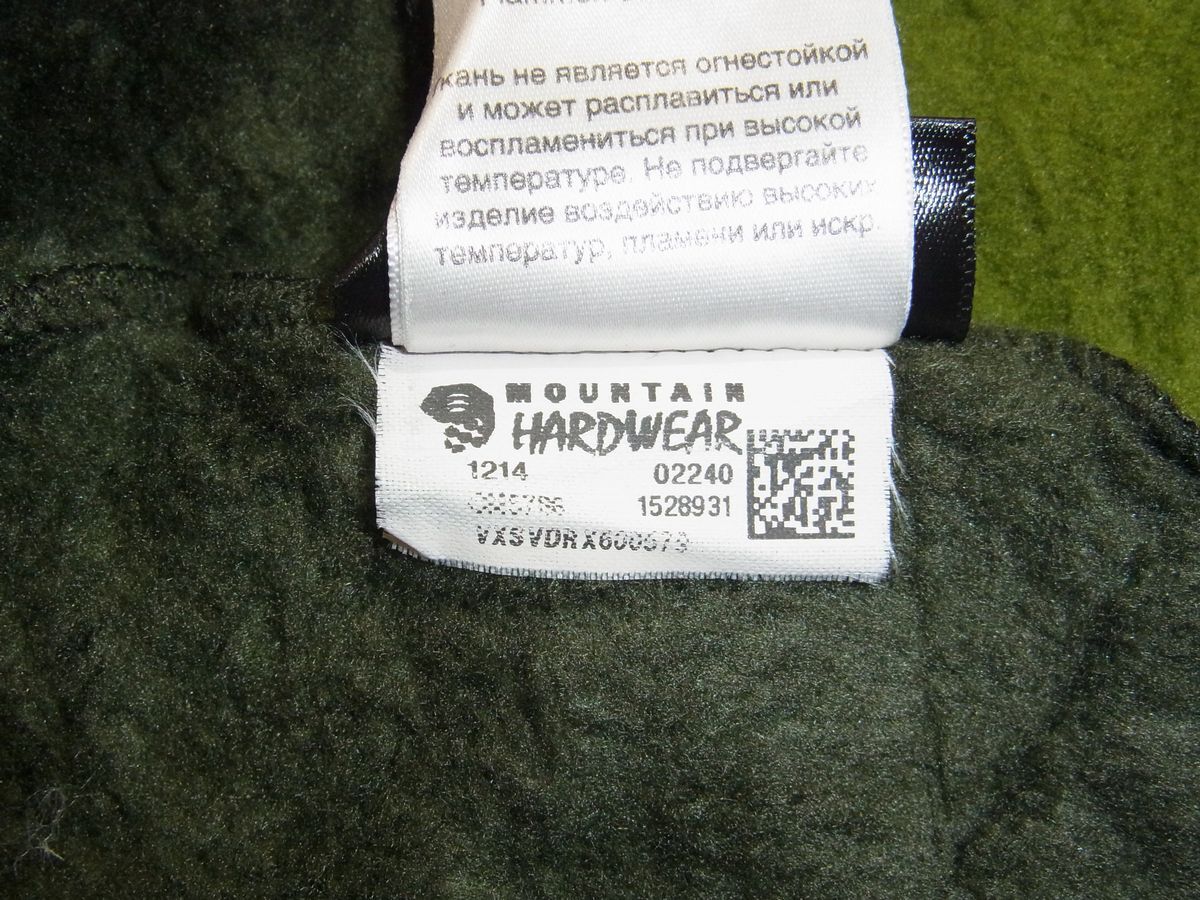 не является огнестойкой
и может расплавиться или
воспламениться при высокой
температуре. Не подвергайте
изделие воздействию высоких
температур, пламени или искр.
MOUNTAIN
HARDWEAR
1214 02240
1528931